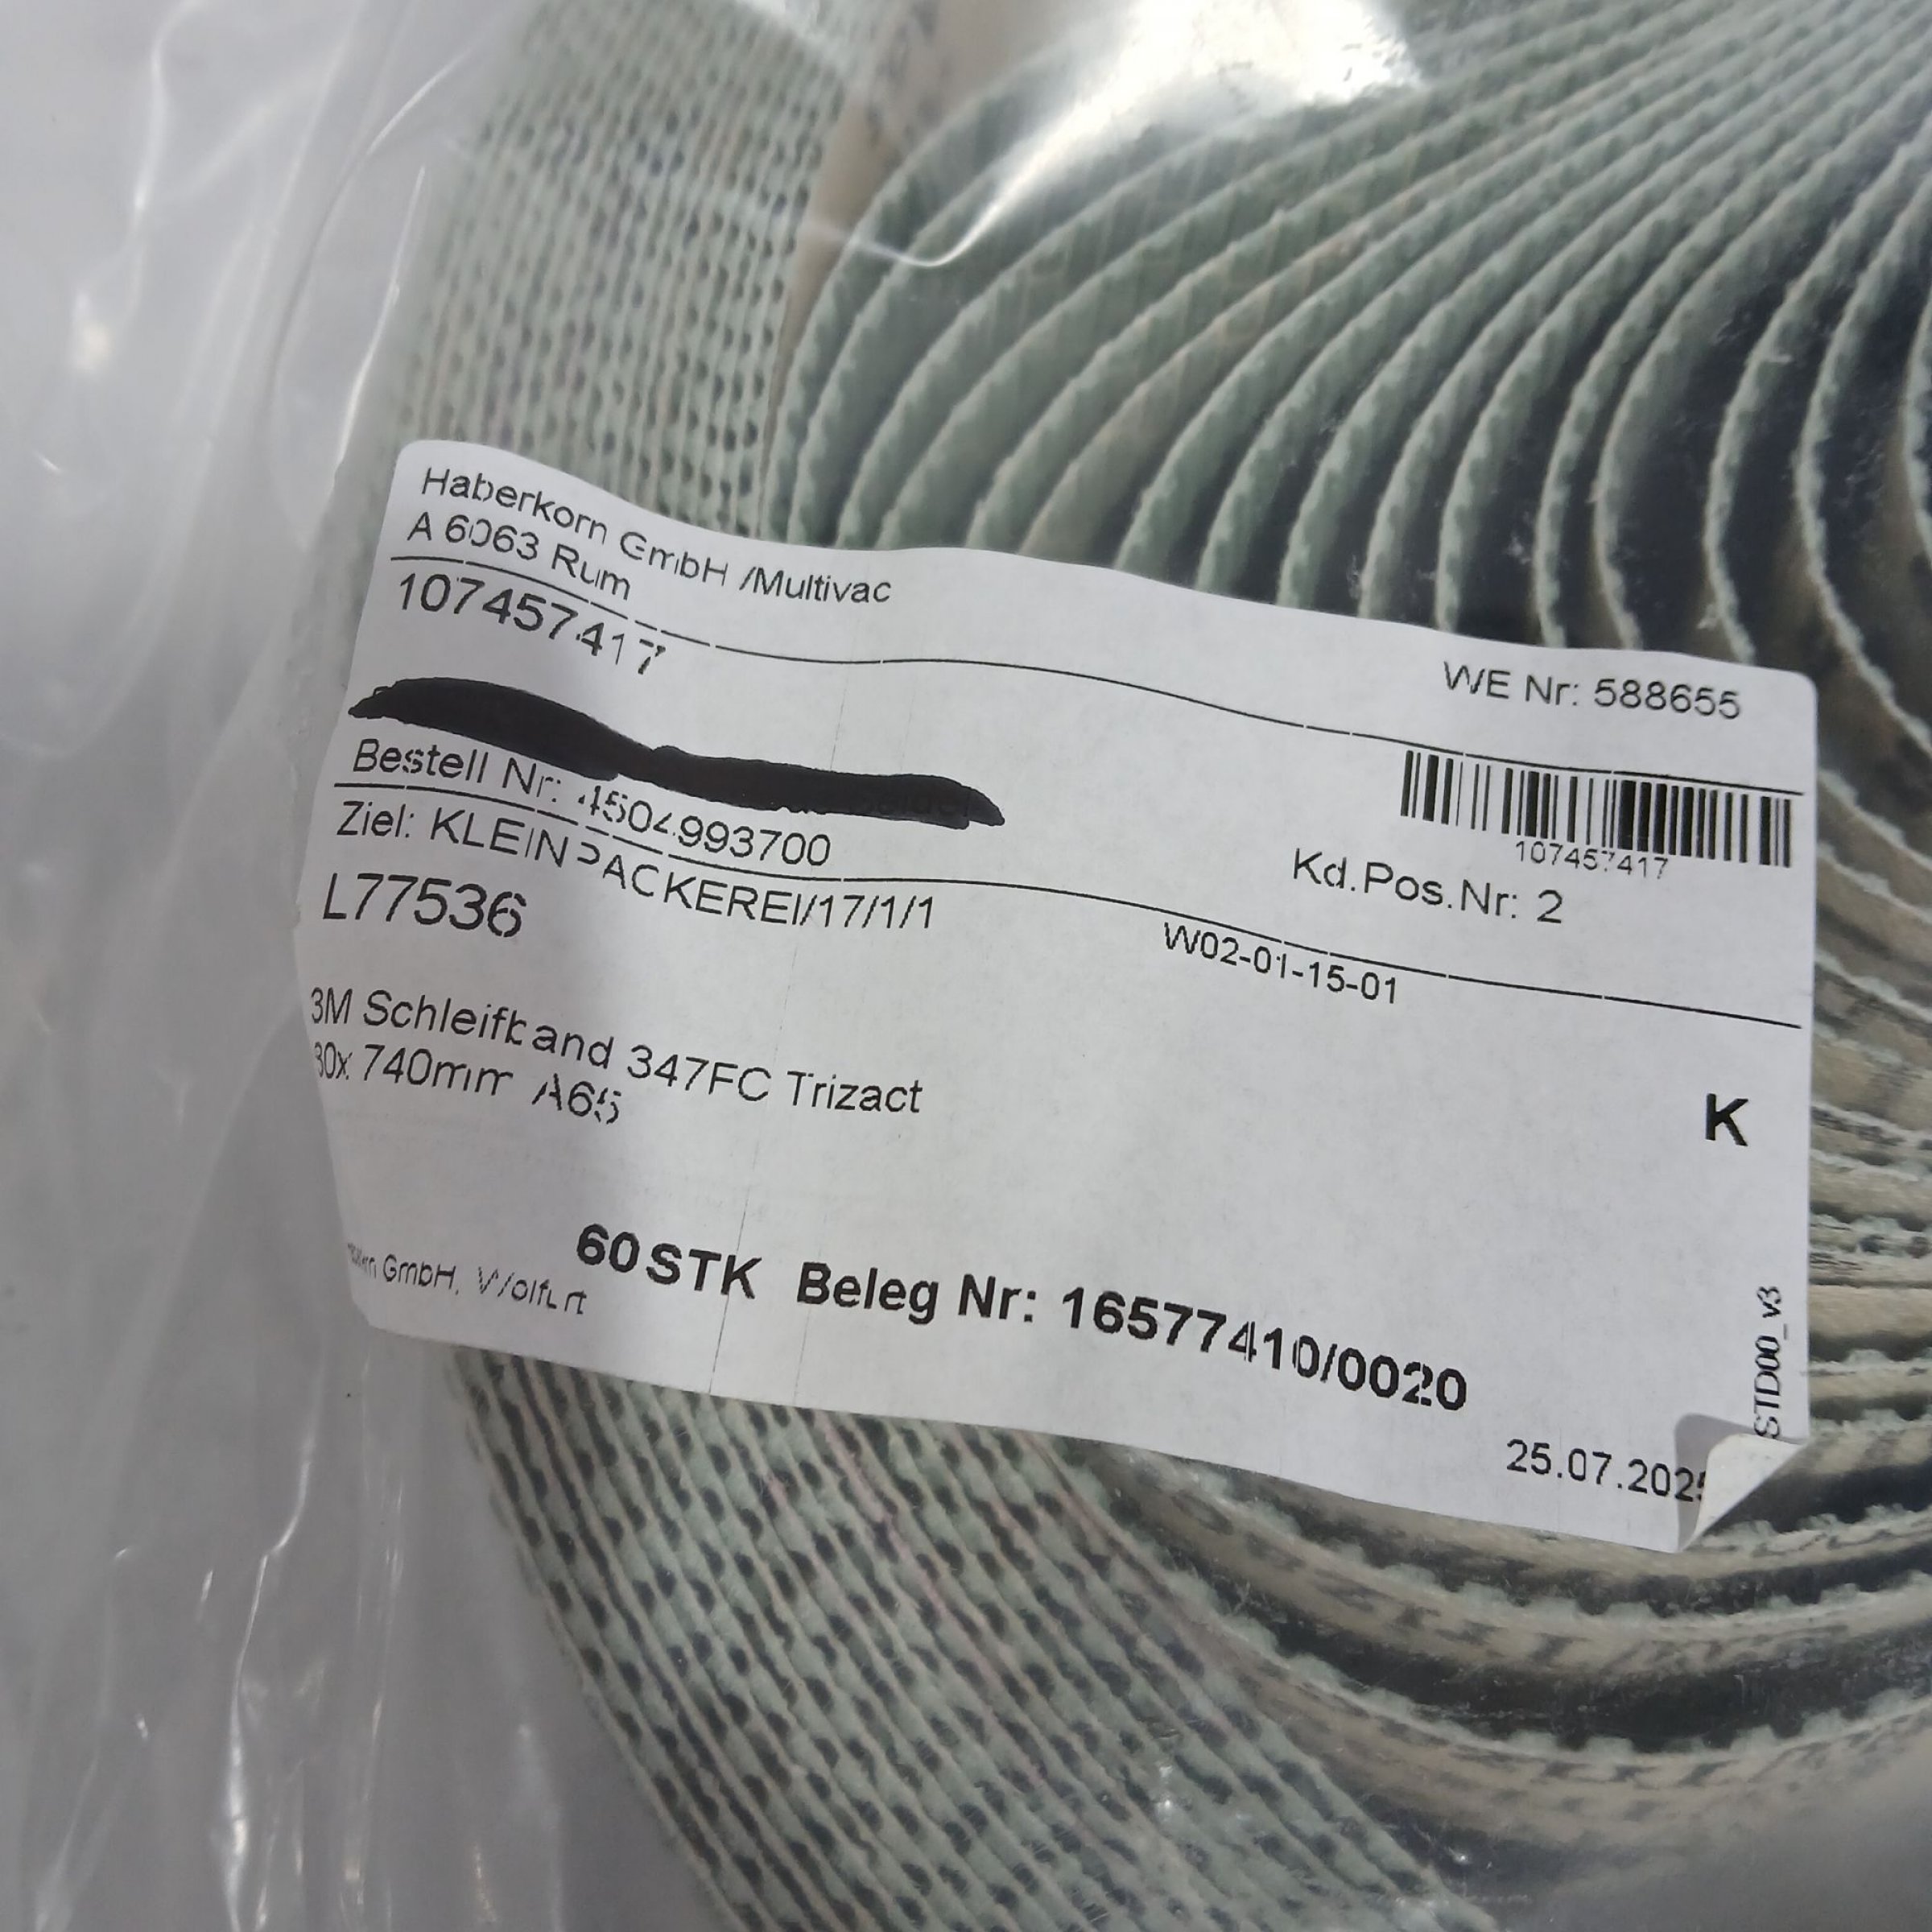 Haberkorn GmbH /Multivac
A 6063 Rum
WE Nr: 588655
107457417
107457417
Bestell Nr: 4504993700
Kd.Pos.Nr: 2
Ziel: KLEINPACKEREI/17/1/1
W02-01-15-01
L77536
3M Schleifband 347FC Trizact
30x 740mm A65
K
60STK Beleg Nr: 16577410/0020
GmbH, Wolfurt
25.07.2025
STD00_v3